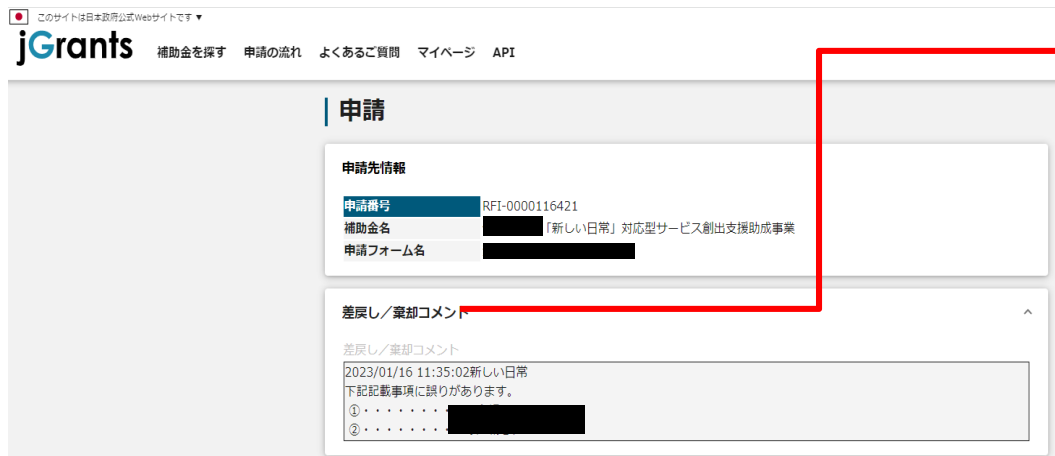 このサイトは日本政府公式Webサイトです ▼
jGrants 補助金を探す 申請の流れ よくあるご質問 マイページ API
申請
申請先情報
申請番号 RFI-0000116421
補助金名 「新しい日常」対応型サービス創出支援助成事業
申請フォーム名
差戻し／棄却コメント
差戻し／棄却コメント
2023/01/16 11:35:02新しい日常
下記記載事項に誤りがあります。
①・・・・・・・・
②・・・・・・・・